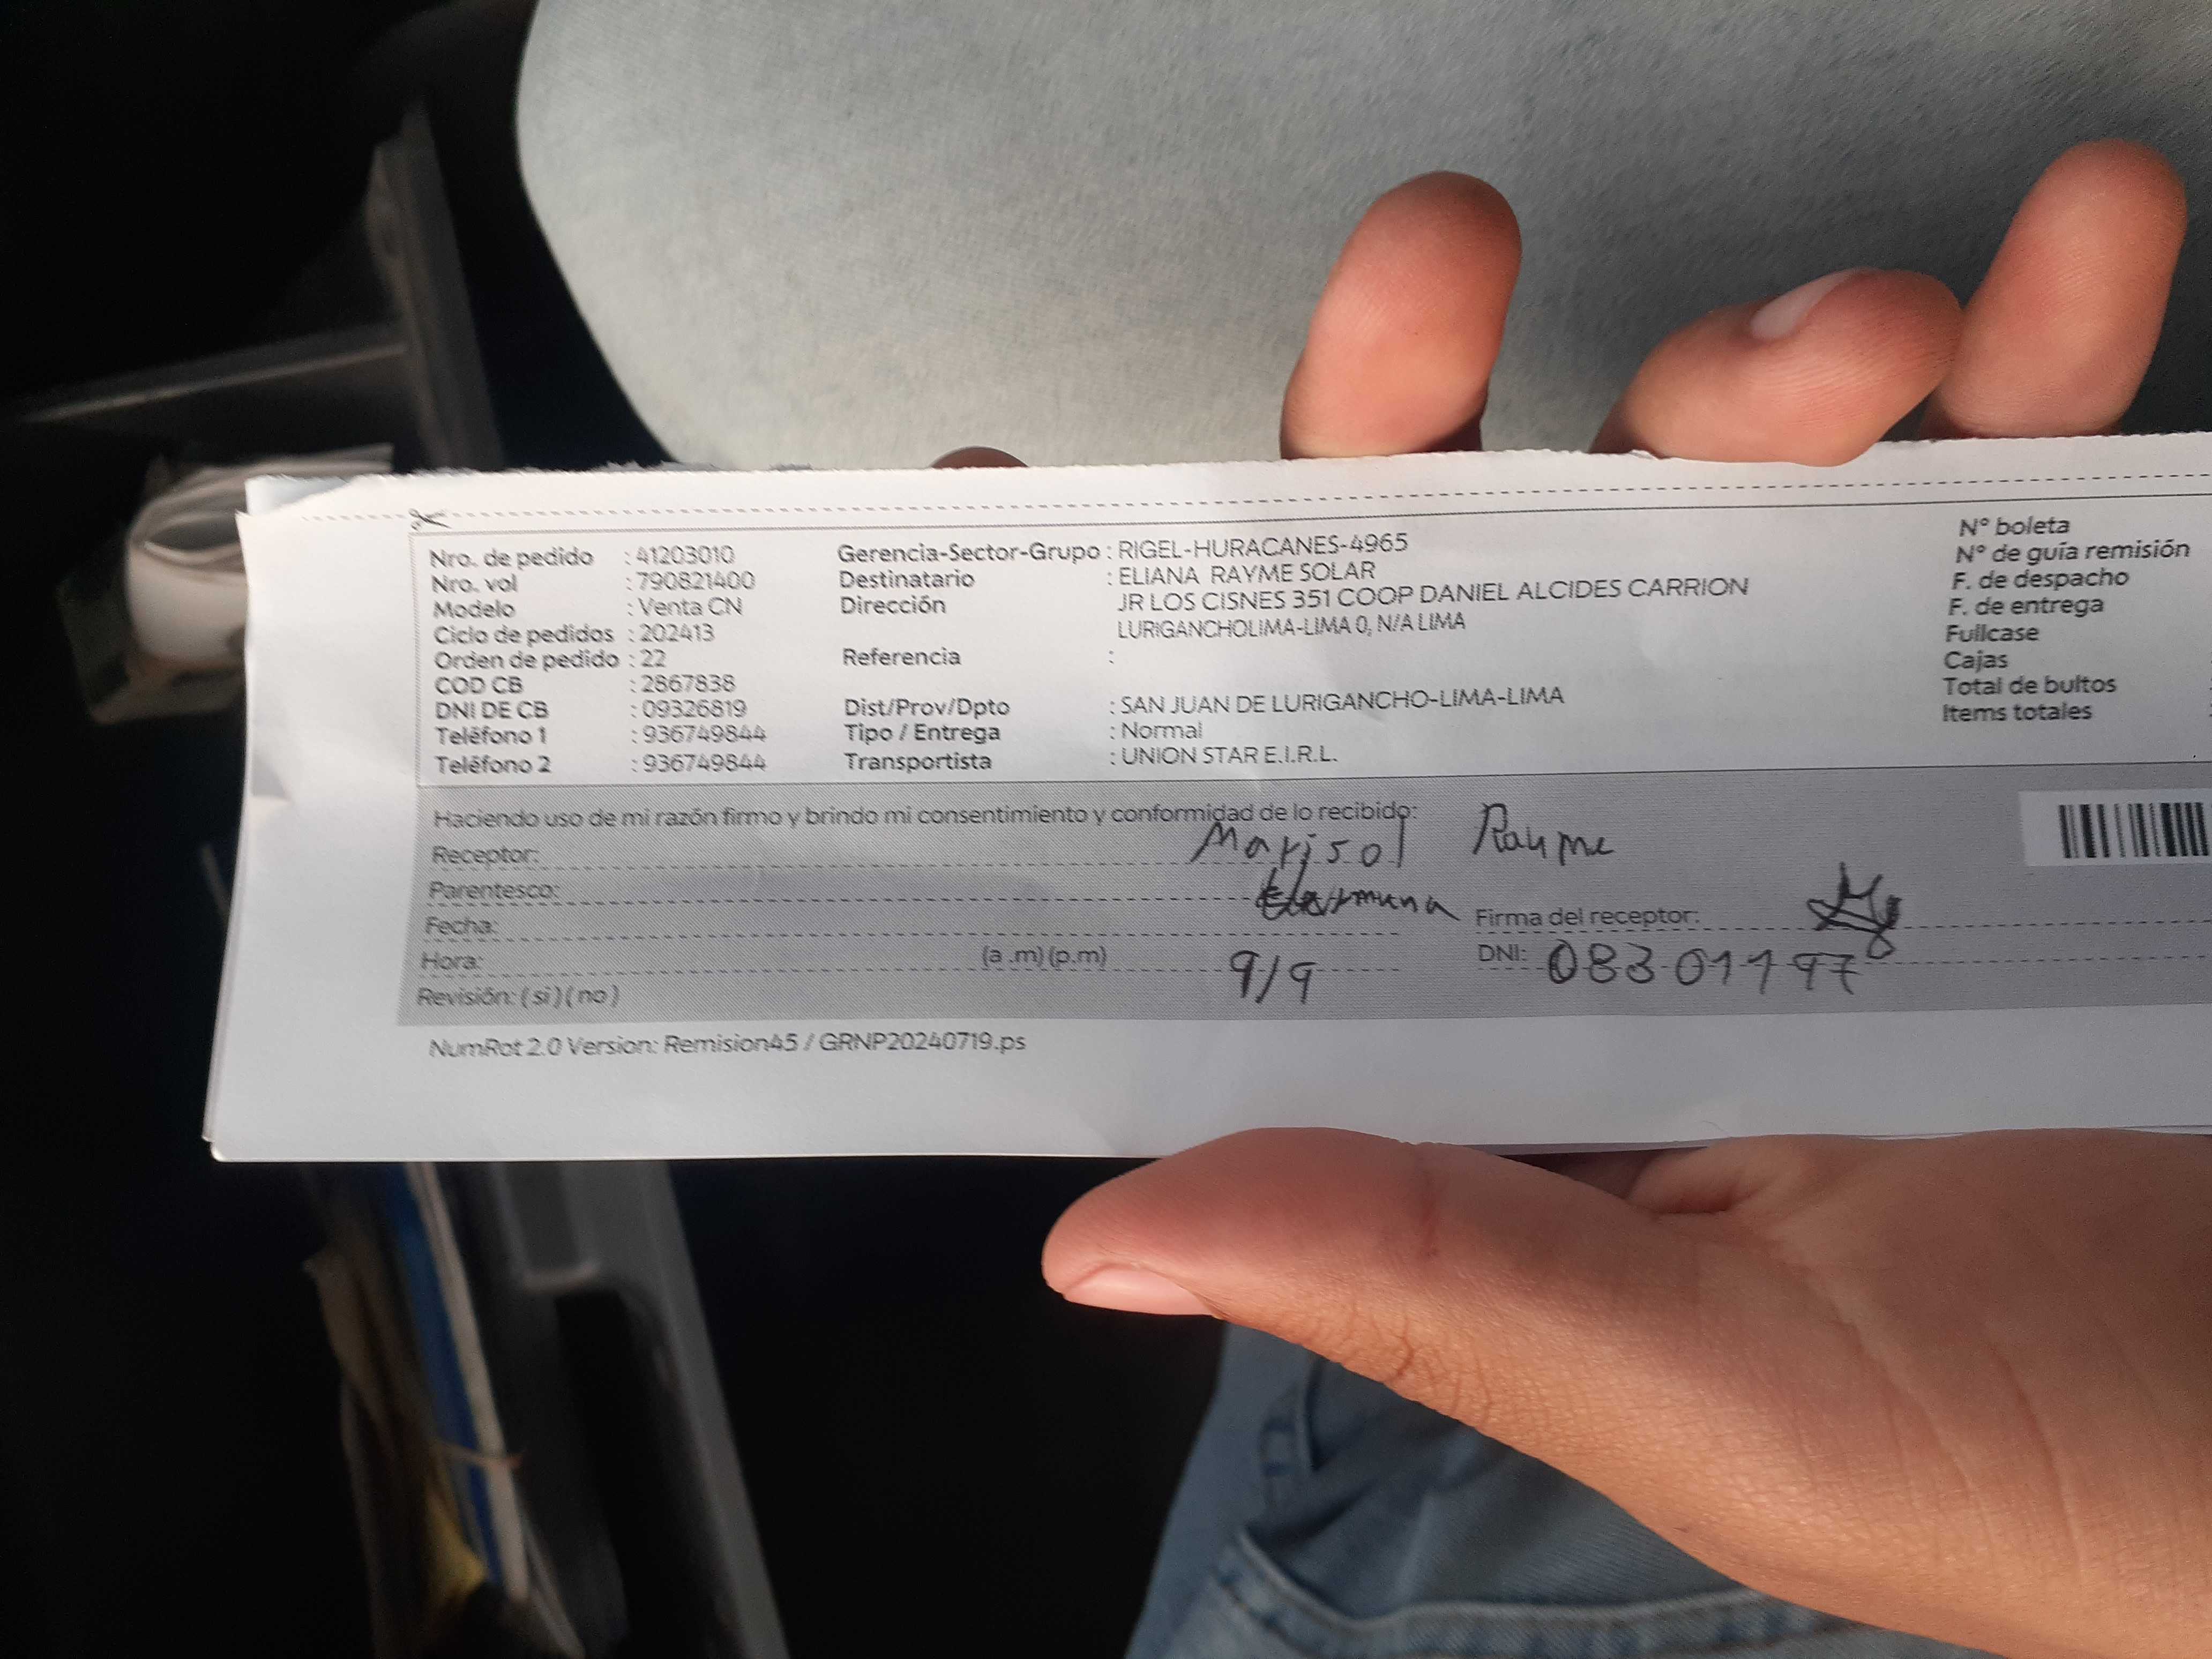 Nro. de pedido : 41203010
Nro. vol : 790821400
Modelo : Venta CN
Ciclo de pedidos : 202413
Orden de pedido : 22
COD CB : 2867838
DNI DE CB : 09326819
Teléfono 1 : 936749844
Teléfono 2 : 936749844
Gerencia-Sector-Grupo : RIGEL-HURACANES-4965
Destinatario : ELIANA RAYME SOLAR
Dirección JR LOS CISNES 351 COOP DANIEL ALCIDES CARRION
LURIGANCHOLIMA-LIMA 0, N/A LIMA
Referencia :
Dist/Prov/Dpto : SAN JUAN DE LURIGANCHO-LIMA-LIMA
Tipo / Entrega : Normal
Transportista : UNION STAR E.I.R.L.
N° boleta
N° de guía remisión
F. de despacho
F. de entrega
Fullcase
Cajas
Total de bultos
Items totales
Haciendo uso de mi razón firmo y brindo mi consentimiento y conformidad de lo recibido:
Receptor: Marisol Rayme
Parentesco:
Fecha:
Firma del receptor:
Hora: (a .m) (p.m) 9/9
DNI: 08301197
Revisión: ( si ) ( no )
NumRot 2.0 Version: Remision45 / GRNP20240719.ps